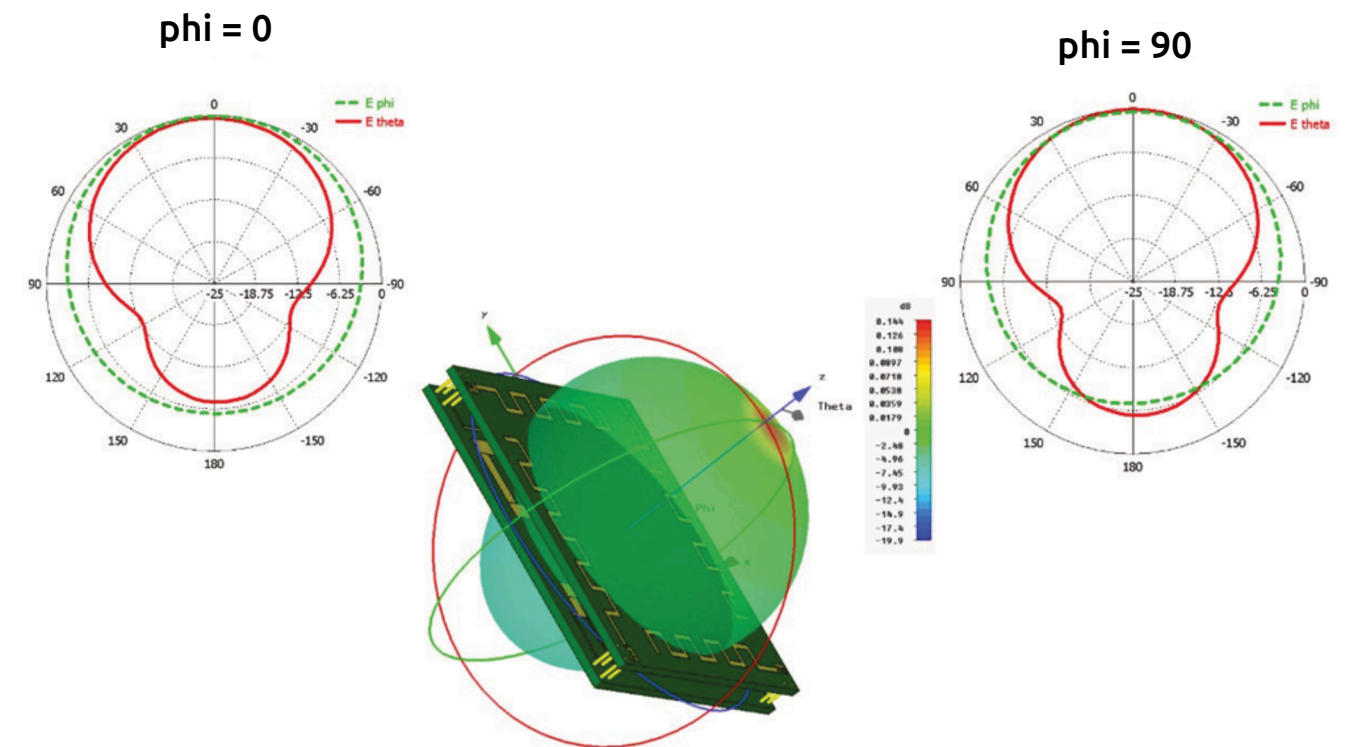 phi = 0
phi = 90
0
E phi
E theta
30
-30
60
-60
90
-90
-25 -18.75 -12.5 -6.25 0
120
-120
150
-150
180
0
E phi
E theta
30
-30
60
-60
90
-90
-25 -18.75 -12.5 -6.25 0
120
-120
150
-150
180
y
z
Theta
Phi
x
dB
0.144
0.126
0.108
0.0897
0.0718
0.0538
0.0359
0.0179
0
-2.48
-4.96
-7.45
-9.93
-12.4
-14.9
-17.4
-19.9